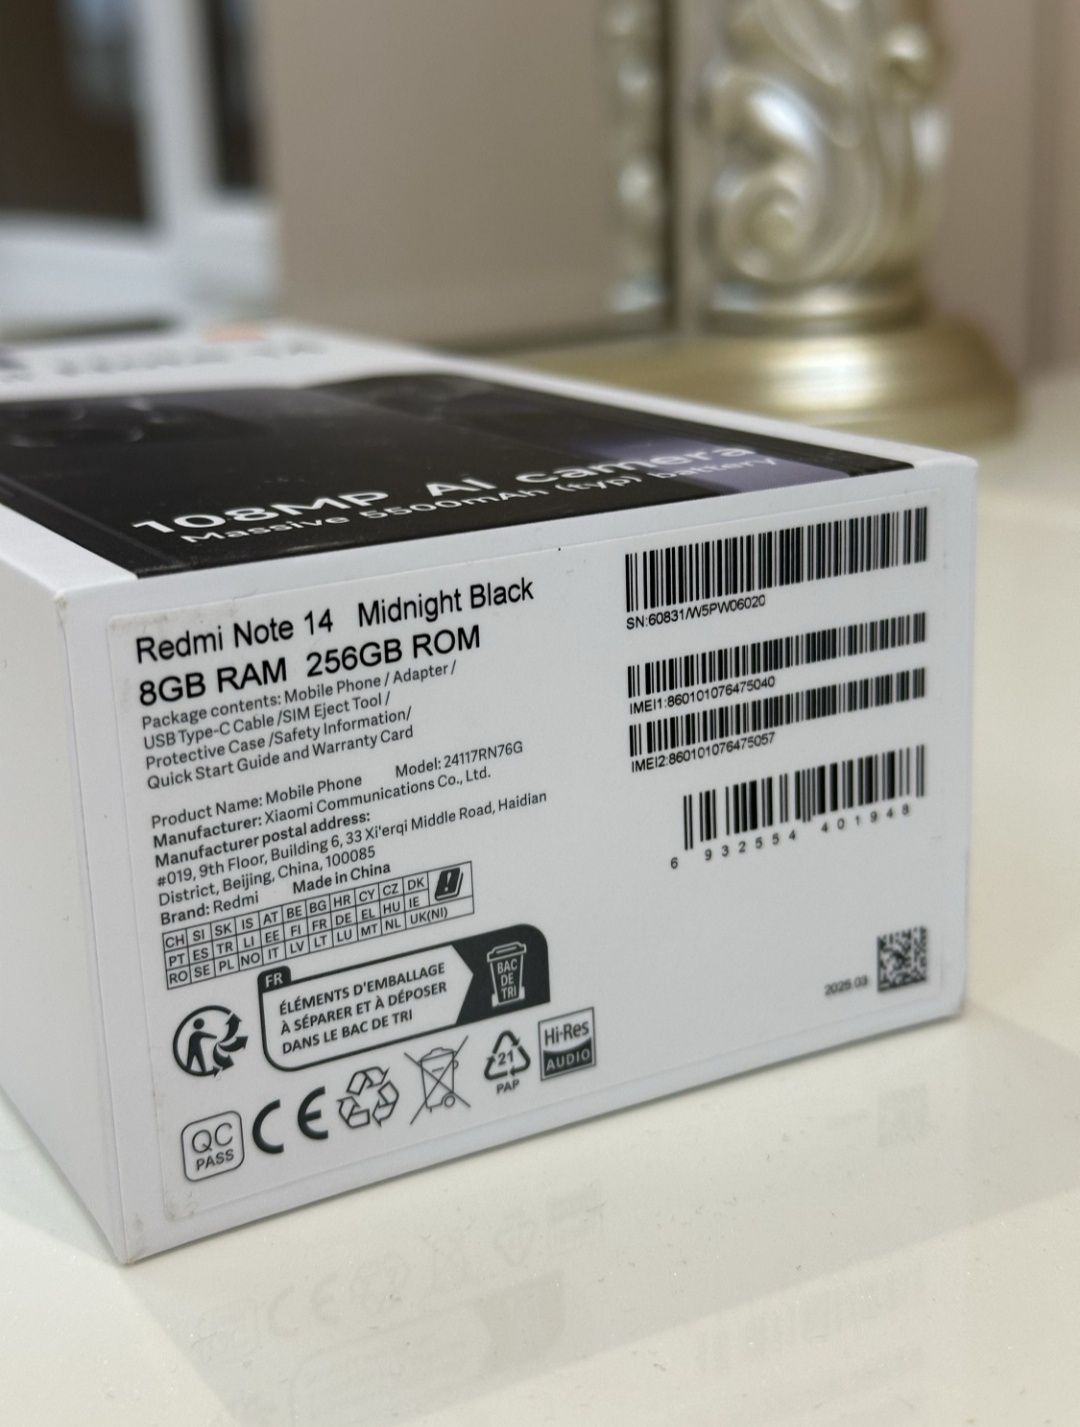 108MP AI camera
Massive 5500mAh (typ) battery
Redmi Note 14 Midnight Black
8GB RAM 256GB ROM
Package contents: Mobile Phone / Adapter /
USB Type-C Cable /SIM Eject Tool /
Protective Case /Safety Information/
Quick Start Guide and Warranty Card
Product Name: Mobile Phone Model: 24117RN76G
Manufacturer: Xiaomi Communications Co., Ltd.
Manufacturer postal address:
#019, 9th Floor, Building 6, 33 Xi'erqi Middle Road, Haidian
District, Beijing, China, 100085
Brand: Redmi Made in China
CH SI SK IS AT BE BG HR CY CZ DK
PT ES TR LI EE FI FR DE EL HU IE
RO SE PL NO IT LV LT LU MT NL UK(NI)
FR
ÉLÉMENTS D'EMBALLAGE
À SÉPARER ET À DÉPOSER
DANS LE BAC DE TRI
BAC
DE
TRI
QC
PASS
CE
21
PAP
Hi-Res
AUDIO
SN:60831/W5PW06020
IMEI1:860101076475040
IMEI2:860101076475057
6 932554 401948
2025.03